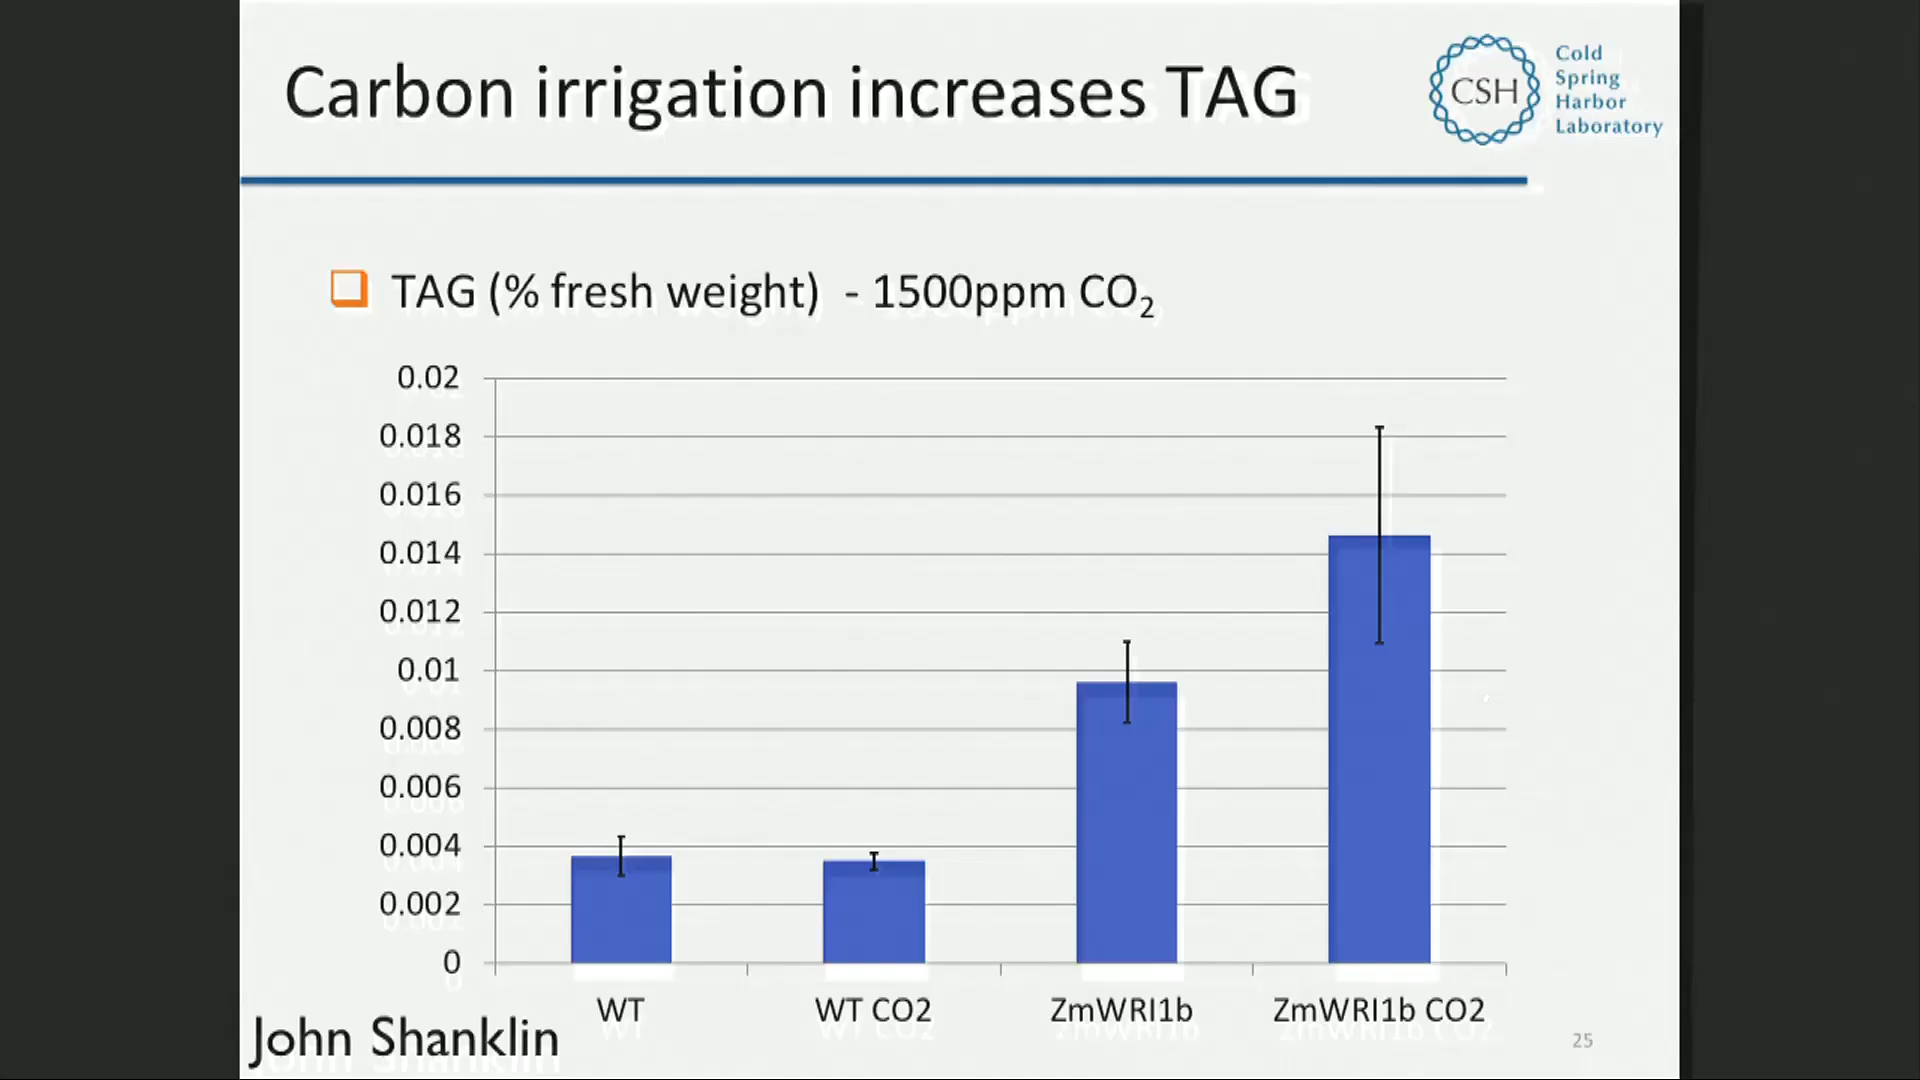 Carbon irrigation increases TAG
CSH
Cold
Spring
Harbor
Laboratory
TAG (% fresh weight) - 1500ppm CO₂
0.02
0.018
0.016
0.014
0.012
0.01
0.008
0.006
0.004
0.002
0
WT
WT CO2
ZmWRI1b
ZmWRI1b CO2
John Shanklin
25